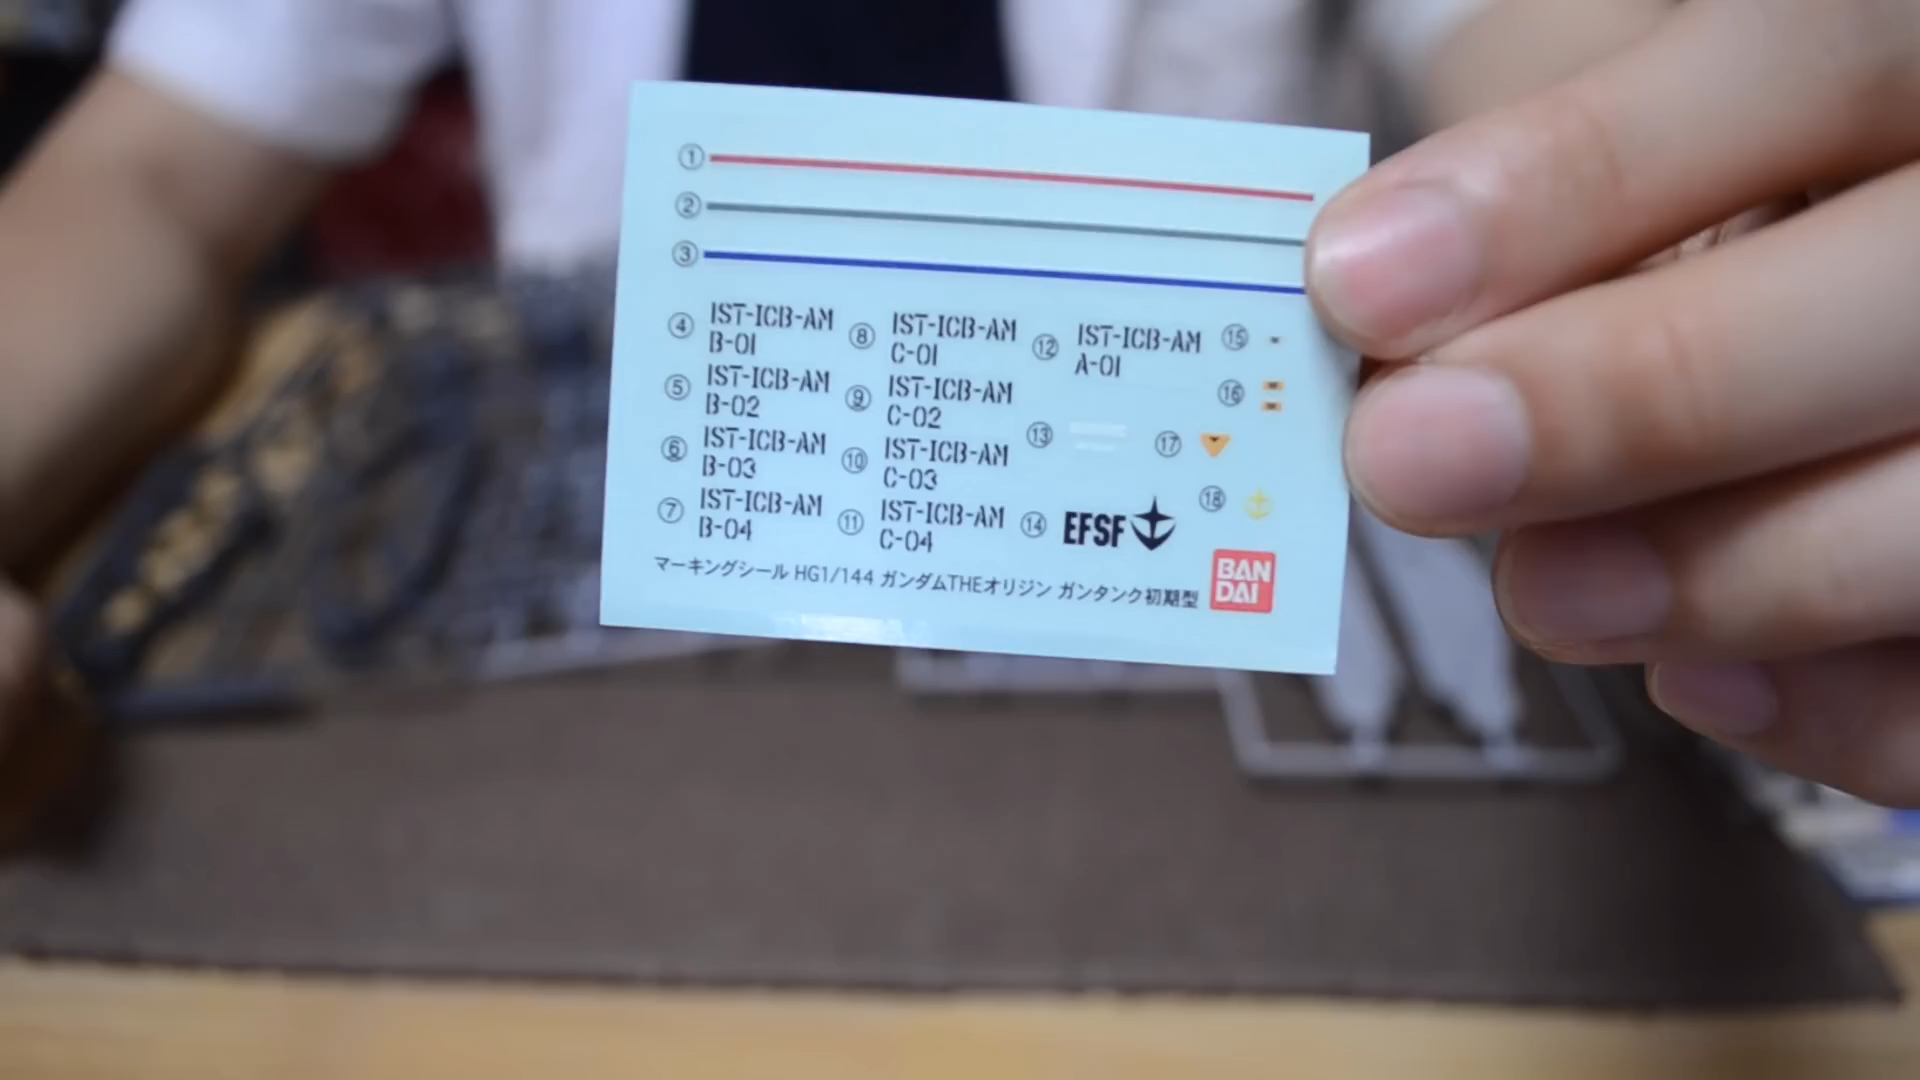 ①
②
③
④ IST-ICB-AM
B-01
⑤ IST-ICB-AM
B-02
⑥ IST-ICB-AM
B-03
⑦ IST-ICB-AM
B-04
⑧ IST-ICB-AM
C-01
⑨ IST-ICB-AM
C-02
⑩ IST-ICB-AM
C-03
⑪ IST-ICB-AM
C-04
⑫ IST-ICB-AM
A-01
⑬
⑭ EFSF
⑮
⑯
⑰
⑱
マーキングシール HG1/144 ガンダムTHEオリジン ガンタンク初期型
BAN
DAI